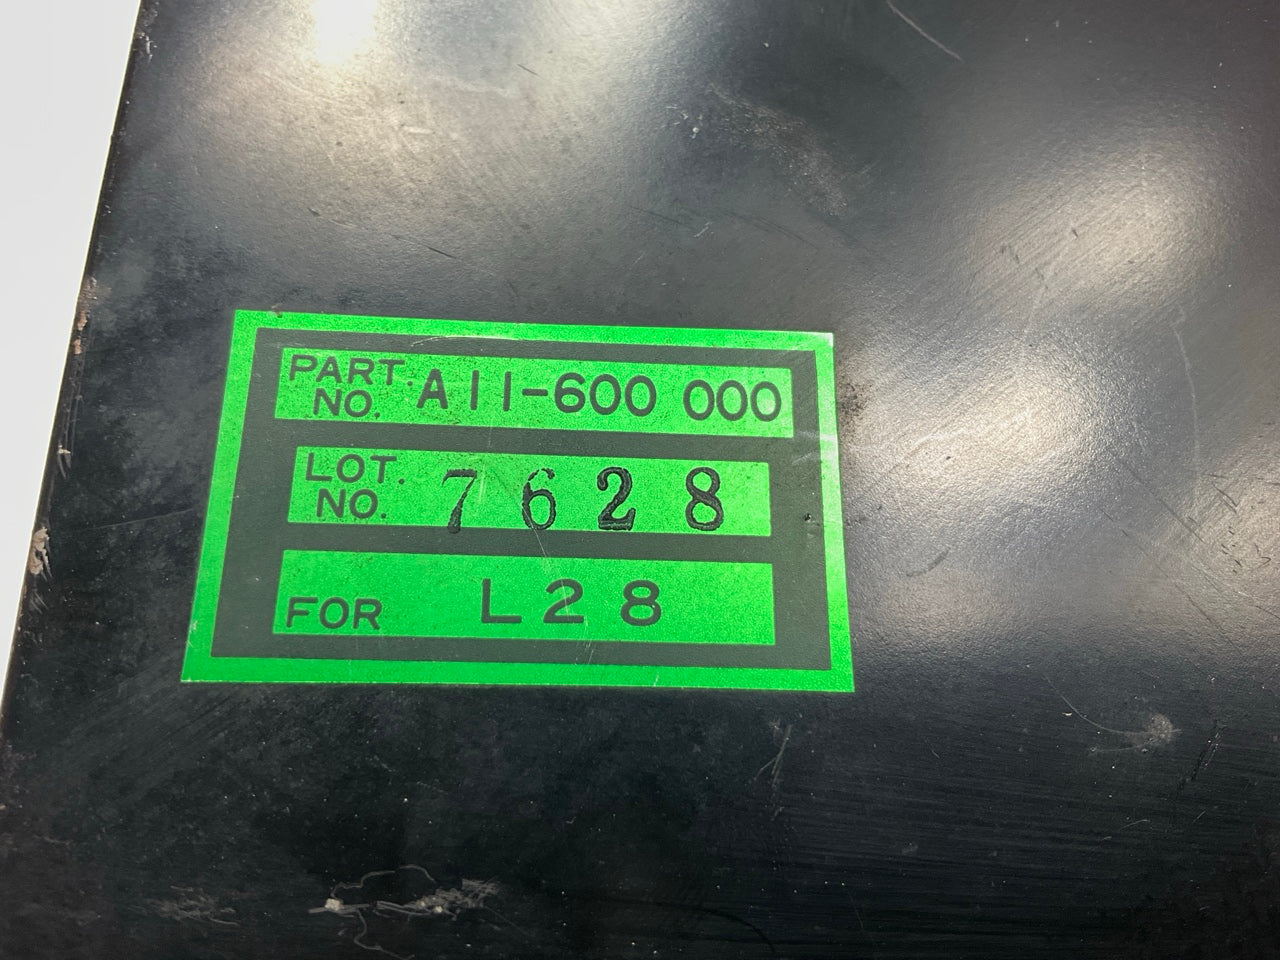 PART. NO. A11-600 000
LOT. NO. 7628
FOR L28